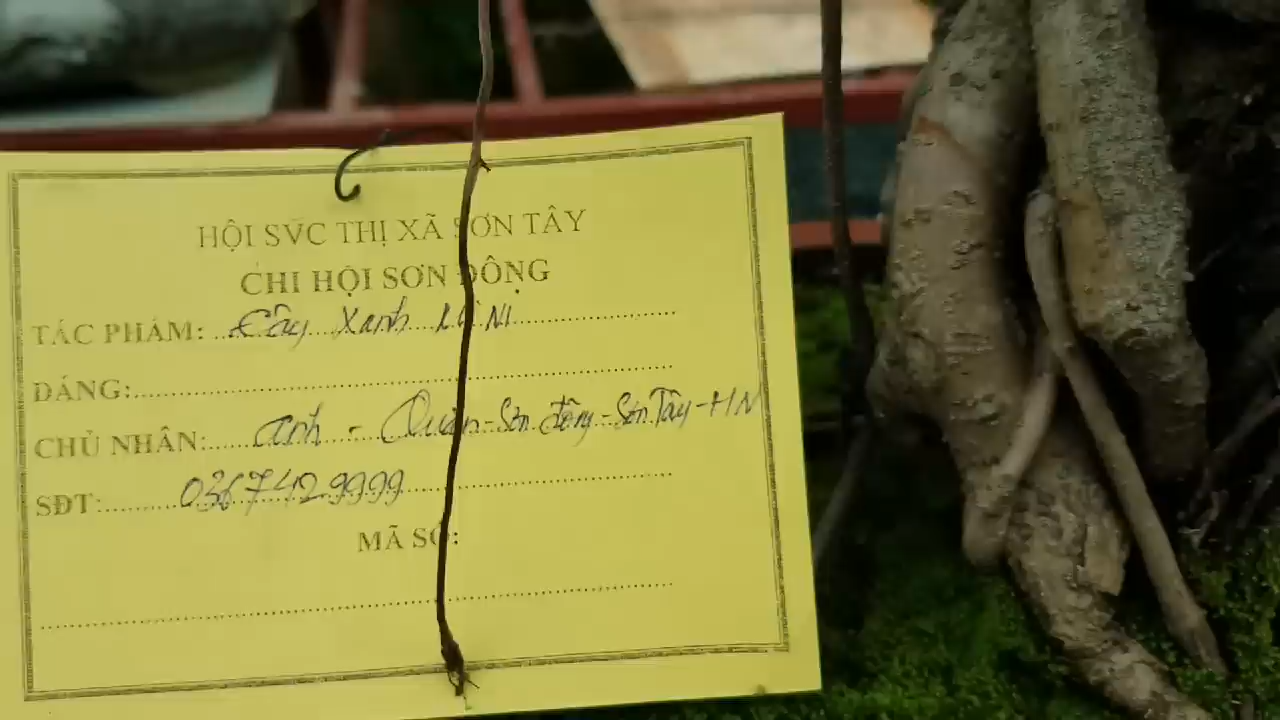 HỘI SVC THỊ XÃ SƠN TÂY
CHI HỘI SƠN ĐÔNG
TÁC PHẨM: Cây Xanh
DÁNG:
CHỦ NHÂN: anh - Quân - Sơn đông - Sơn Tây - HN
SĐT: 0367429999
MÃ SỐ: